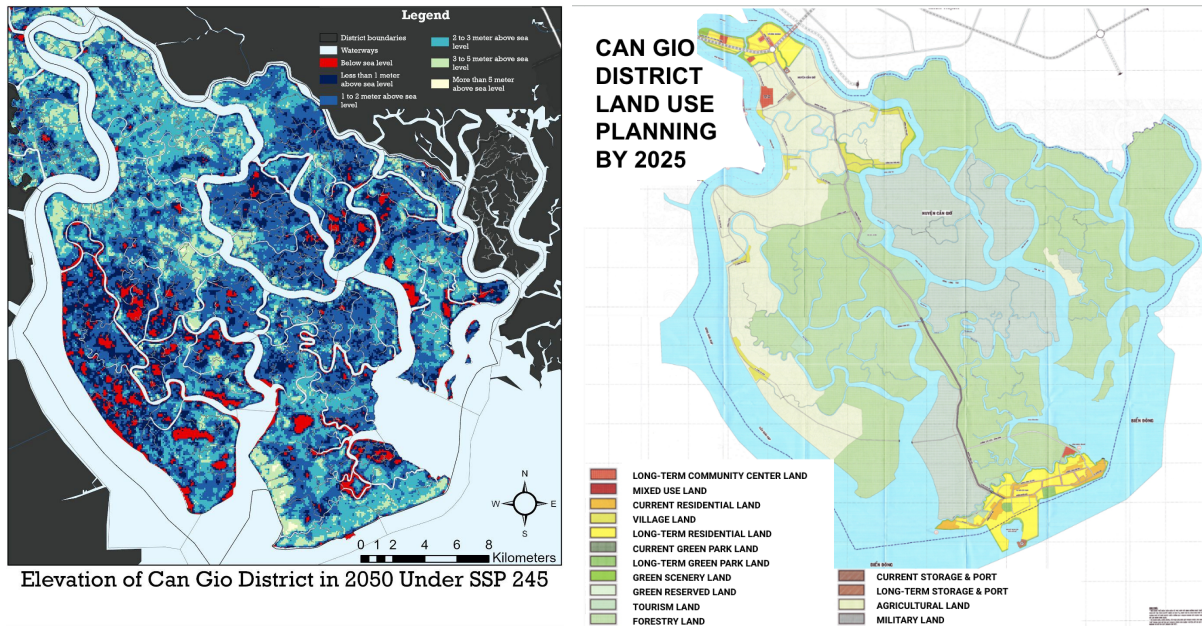 Legend
District boundaries
Waterways
Below sea level
Less than 1 meter
above sea level
1 to 2 meter above sea
level
2 to 3 meter above sea
level
3 to 5 meter above sea
level
More than 5 meter
above sea level
N
W
E
S
0 1 2 4 6 8
Kilometers
Elevation of Can Gio District in 2050 Under SSP 245
CAN GIO
DISTRICT
LAND USE
PLANNING
BY 2025
HUYỆN CẦN GIỜ
BIỂN ĐÔNG
BIỂN ĐÔNG
LONG-TERM COMMUNITY CENTER LAND
MIXED USE LAND
CURRENT RESIDENTIAL LAND
VILLAGE LAND
LONG-TERM RESIDENTIAL LAND
CURRENT GREEN PARK LAND
LONG-TERM GREEN PARK LAND
GREEN SCENERY LAND
GREEN RESERVED LAND
TOURISM LAND
FORESTRY LAND
CURRENT STORAGE & PORT
LONG-TERM STORAGE & PORT
AGRICULTURAL LAND
MILITARY LAND